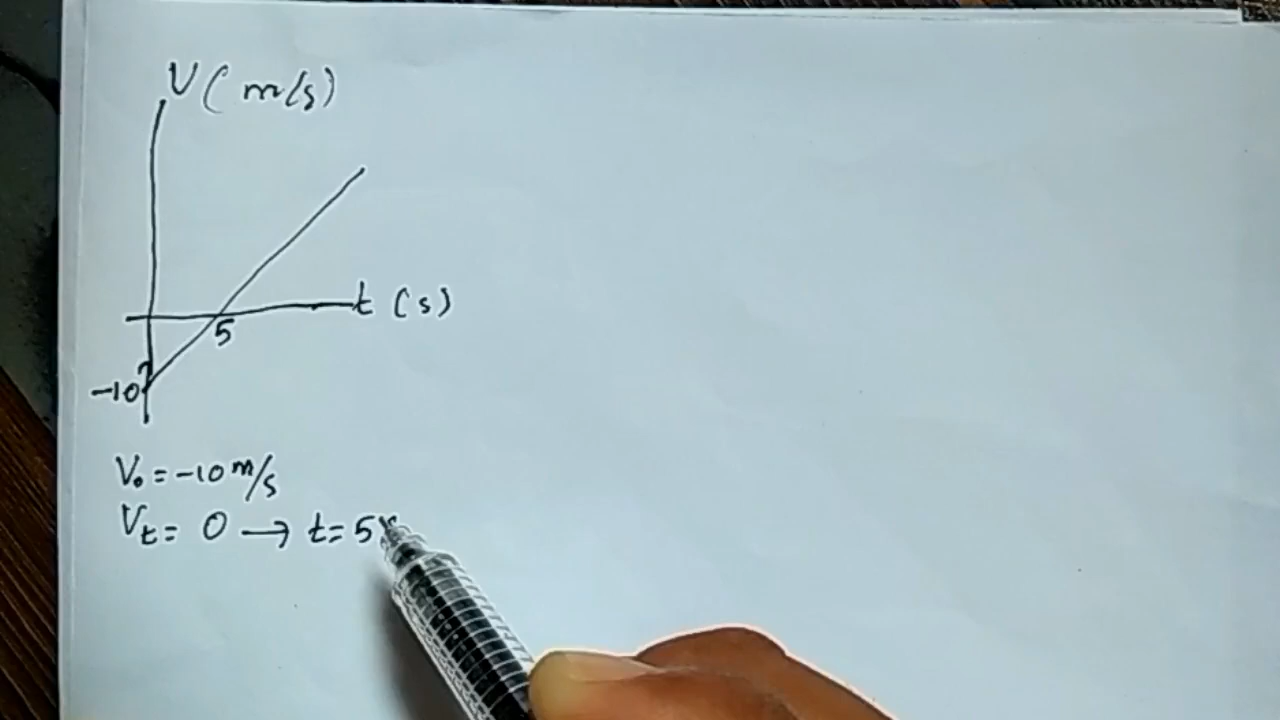 V (m/s)
t (s)
5
-10
V₀ = -10 m/s
Vt = 0 → t = 5